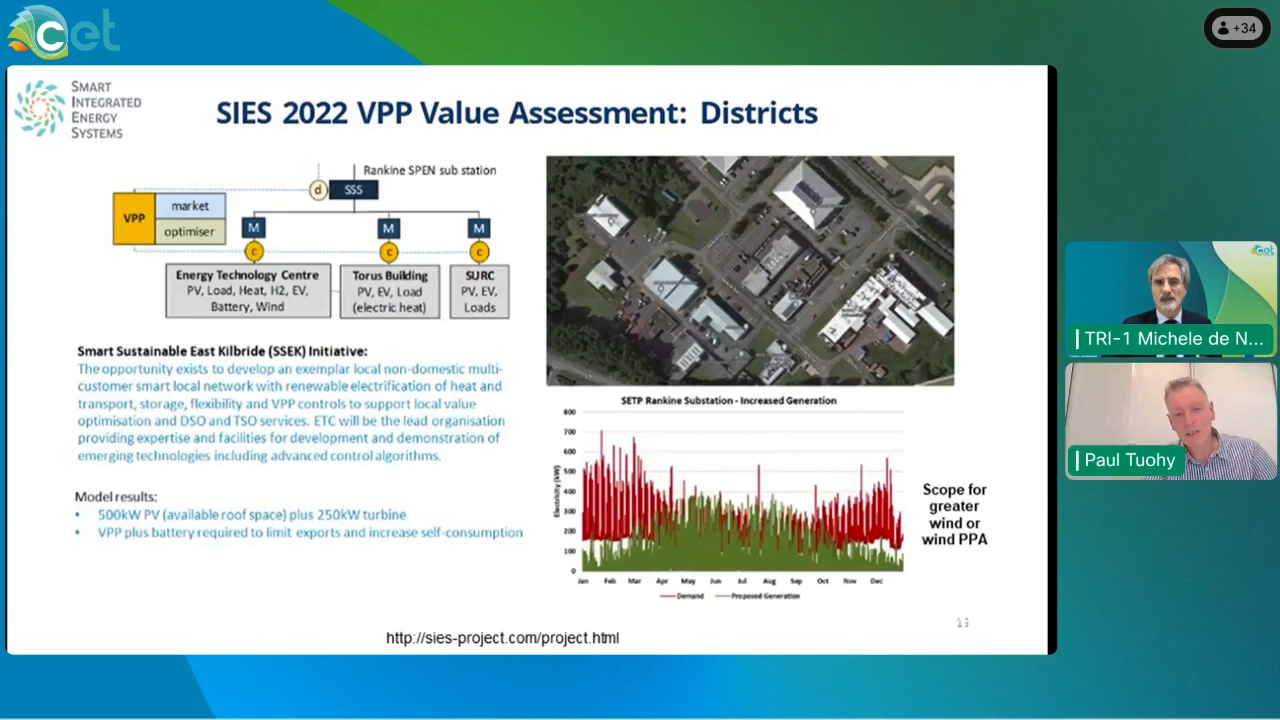 cet
+34
SMART
INTEGRATED
ENERGY
SYSTEMS
SIES 2022 VPP Value Assessment: Districts
Rankine SPEN sub station
d
SSS
VPP
market
optimiser
M
M
M
c
c
c
Energy Technology Centre
PV, Load, Heat, H2, EV,
Battery, Wind
Torus Building
PV, EV, Load
(electric heat)
SURC
PV, EV,
Loads
Smart Sustainable East Kilbride (SSEK) Initiative:
The opportunity exists to develop an exemplar local non-domestic multi-
customer smart local network with renewable electrification of heat and
transport, storage, flexibility and VPP controls to support local value
optimisation and DSO and TSO services. ETC will be the lead organisation
providing expertise and facilities for development and demonstration of
emerging technologies including advanced control algorithms.
Model results:
• 500kW PV (available roof space) plus 250kW turbine
• VPP plus battery required to limit exports and increase self-consumption
SETP Rankine Substation - Increased Generation
Electricity (kW)
800
700
600
500
400
300
200
100
0
Jan Feb Mar Apr May Jun Jul Aug Sep Oct Nov Dec
Demand Proposed Generation
Scope for
greater
wind or
wind PPA
http://sies-project.com/project.html
cet
TRI-1 Michele de N...
Paul Tuohy